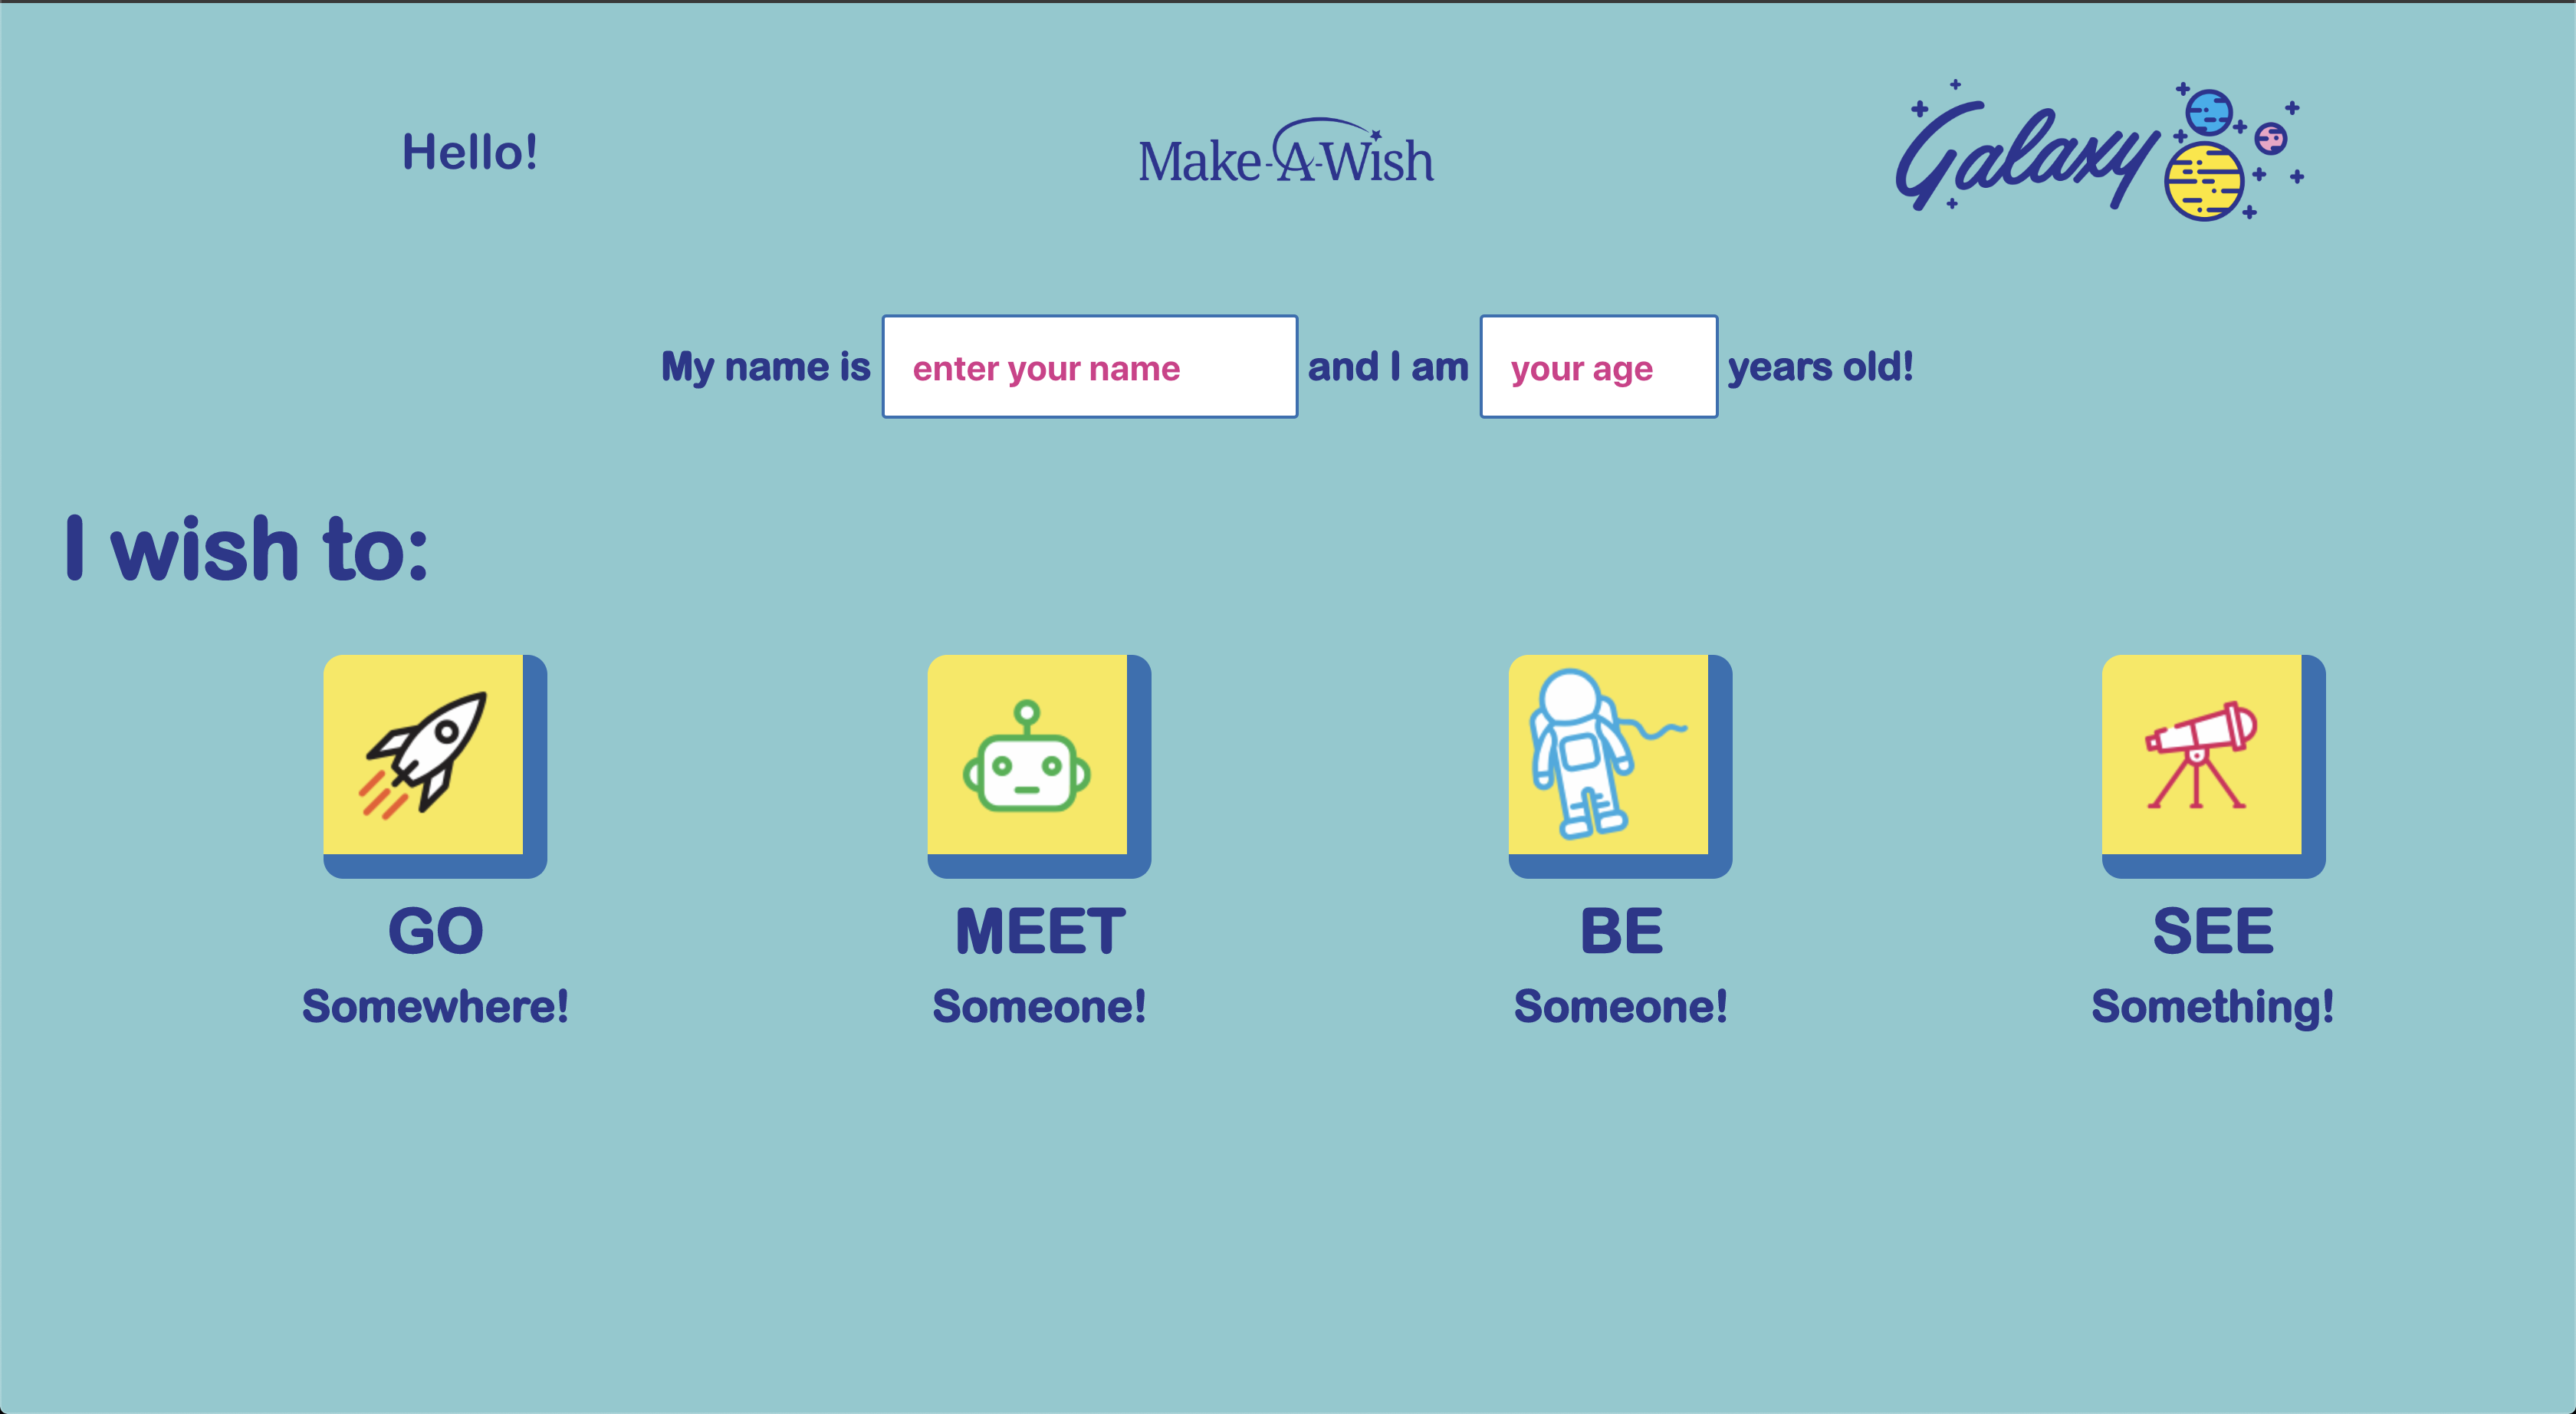 Hello!
Make-A-Wish
Galaxy
My name is enter your name and I am your age years old!
I wish to:
GO
Somewhere!
MEET
Someone!
BE
Someone!
SEE
Something!